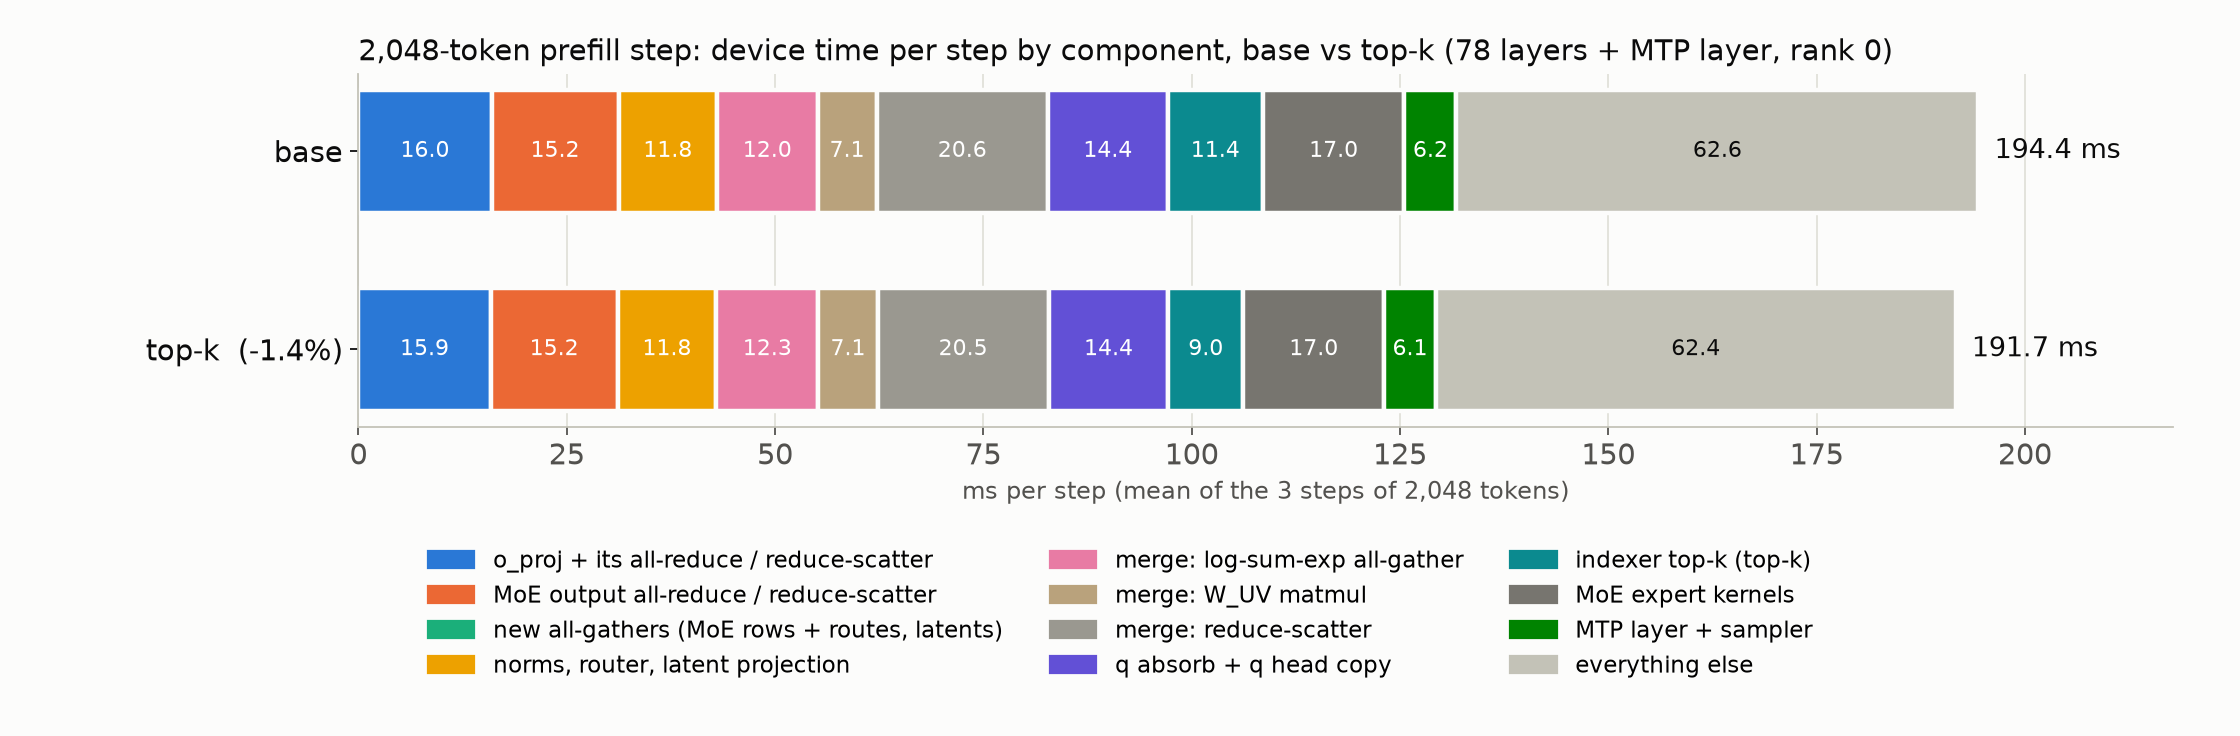 2,048-token prefill step: device time per step by component, base vs top-k (78 layers + MTP layer, rank 0)
base 16.0 15.2 11.8 12.0 7.1 20.6 14.4 11.4 17.0 6.2 62.6 194.4 ms
top-k (-1.4%) 15.9 15.2 11.8 12.3 7.1 20.5 14.4 9.0 17.0 6.1 62.4 191.7 ms
0 25 50 75 100 125 150 175 200
ms per step (mean of the 3 steps of 2,048 tokens)
o_proj + its all-reduce / reduce-scatter
MoE output all-reduce / reduce-scatter
new all-gathers (MoE rows + routes, latents)
norms, router, latent projection
merge: log-sum-exp all-gather
merge: W_UV matmul
merge: reduce-scatter
q absorb + q head copy
indexer top-k (top-k)
MoE expert kernels
MTP layer + sampler
everything else